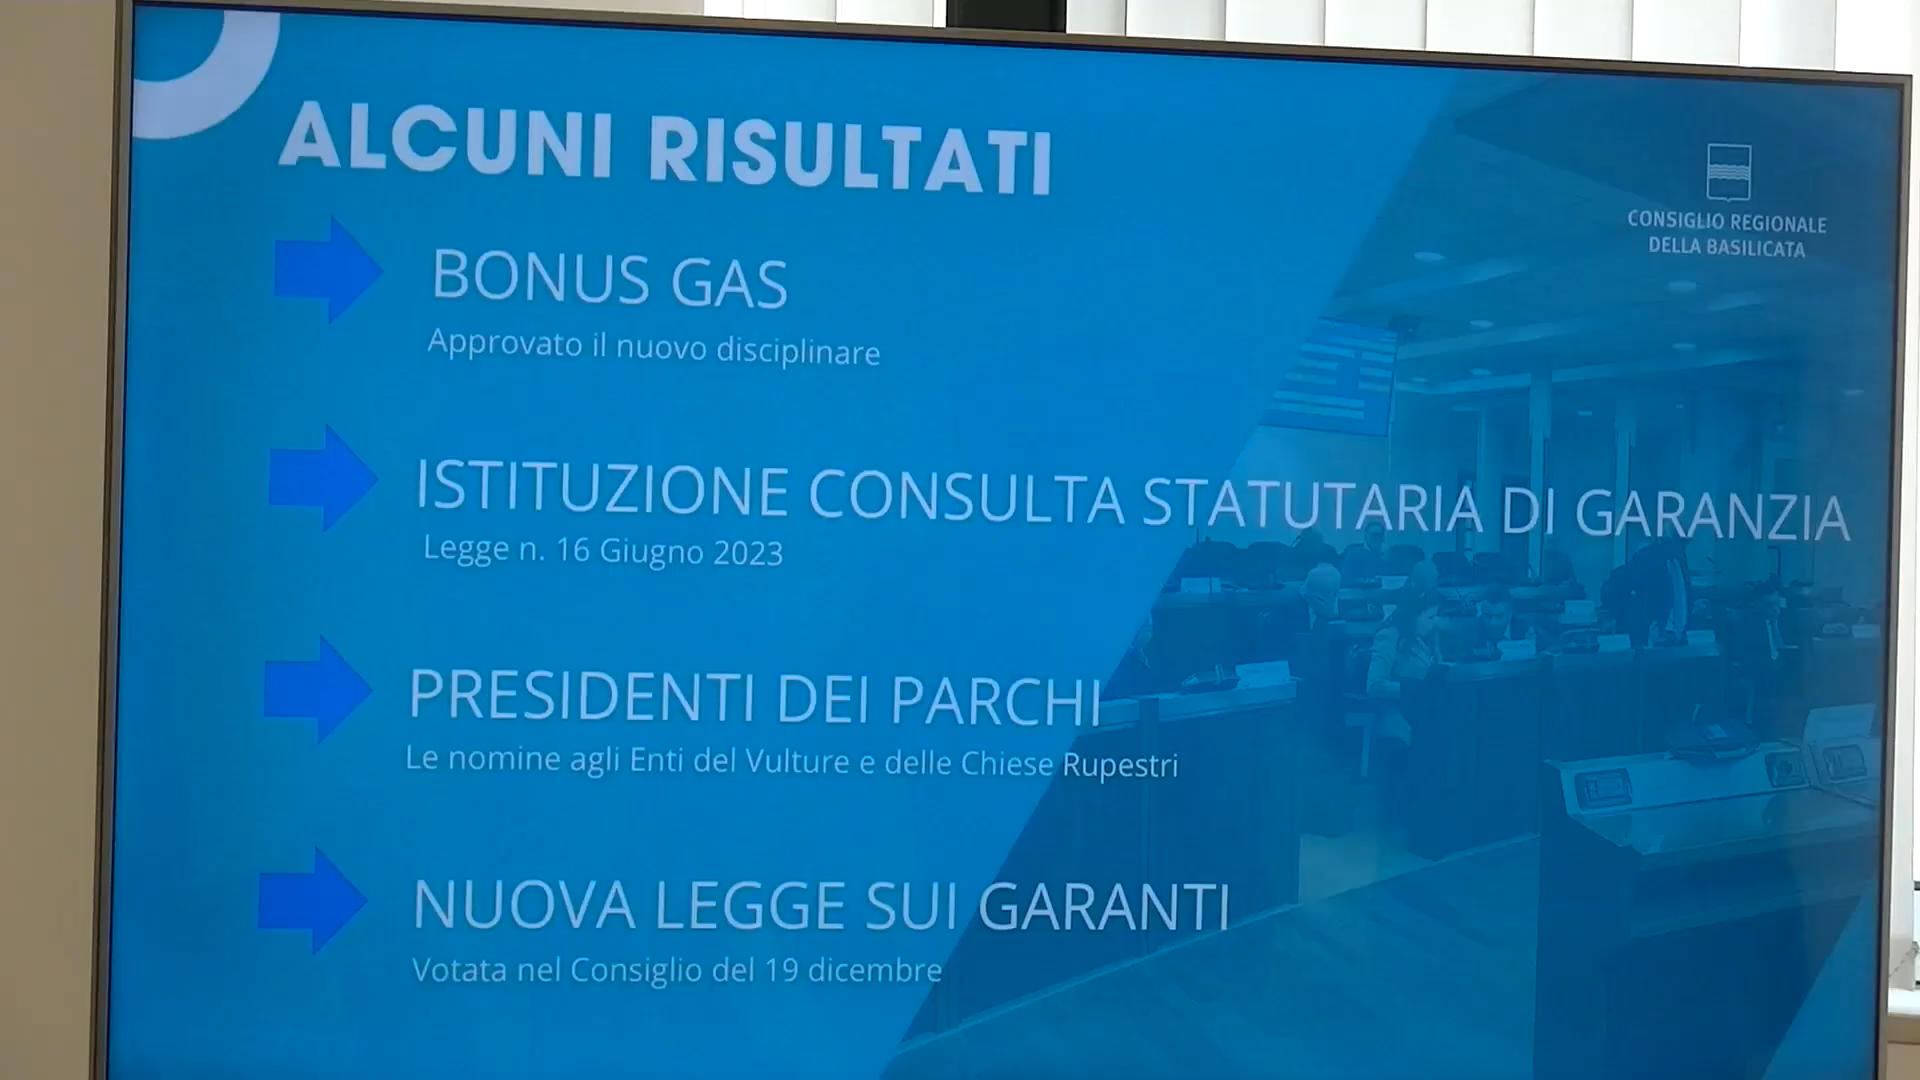 ALCUNI RISULTATI
CONSIGLIO REGIONALE
DELLA BASILICATA
BONUS GAS
Approvato il nuovo disciplinare
ISTITUZIONE CONSULTA STATUTARIA DI GARANZIA
Legge n. 16 Giugno 2023
PRESIDENTI DEI PARCHI
Le nomine agli Enti del Vulture e delle Chiese Rupestri
NUOVA LEGGE SUI GARANTI
Votata nel Consiglio del 19 dicembre